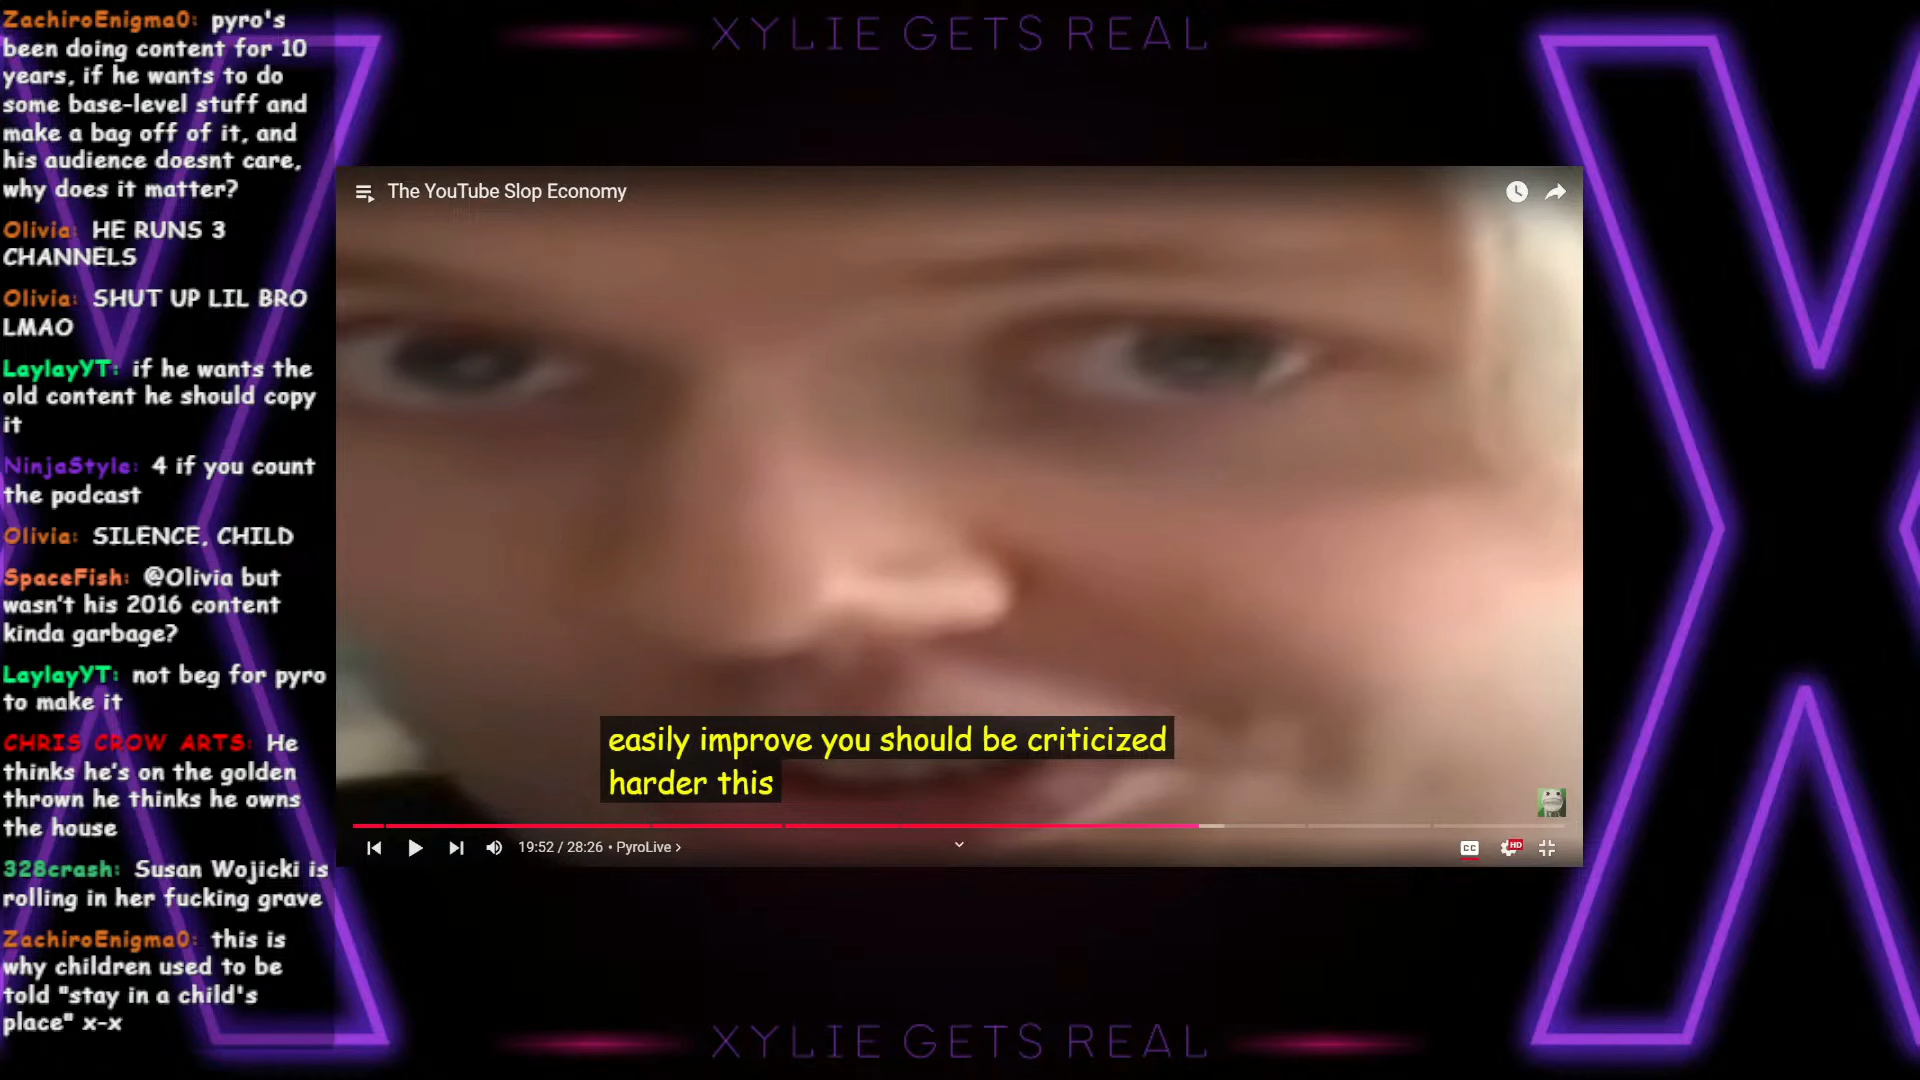 XYLIE GETS REAL
ZachiroEnigma0: pyro's
been doing content for 10
years, if he wants to do
some base-level stuff and
make a bag off of it, and
his audience doesnt care,
why does it matter?
Olivia: HE RUNS 3
CHANNELS
Olivia: SHUT UP LIL BRO
LMAO
LaylayYT: if he wants the
old content he should copy
it
NinjaStyle: 4 if you count
the podcast
Olivia: SILENCE, CHILD
SpaceFish: @Olivia but
wasn't his 2016 content
kinda garbage?
LaylayYT: not beg for pyro
to make it
CHRIS CROW ARTS: He
thinks he's on the golden
thrown he thinks he owns
the house
328crash: Susan Wojicki is
rolling in her fucking grave
ZachiroEnigma0: this is
why children used to be
told "stay in a child's
place" x-x
The YouTube Slop Economy
easily improve you should be criticized
harder this
19:52 / 28:26 • PyroLive ›
CC
HD
XYLIE GETS REAL